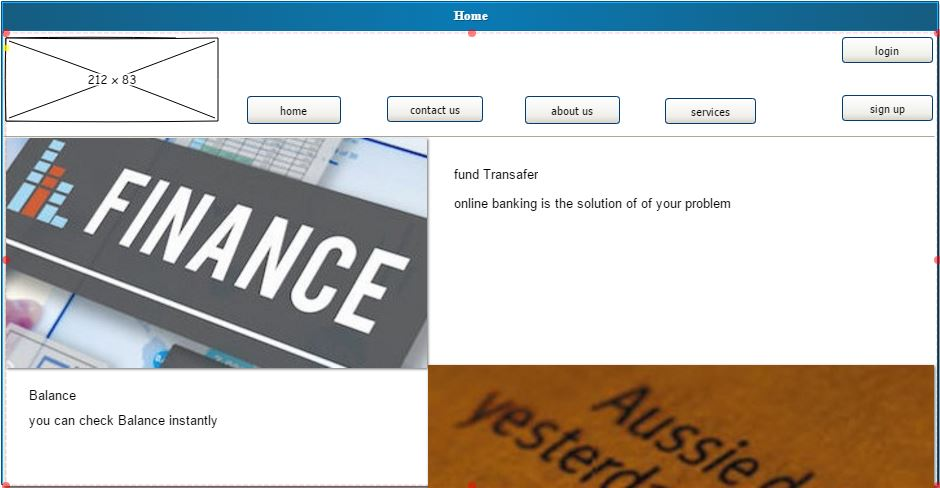 Home
212 x 83
login
home
contact us
about us
services
sign up
FINANCE
fund Transafer
online banking is the solution of of your problem
Balance
you can check Balance instantly
Aussie d
yesterda